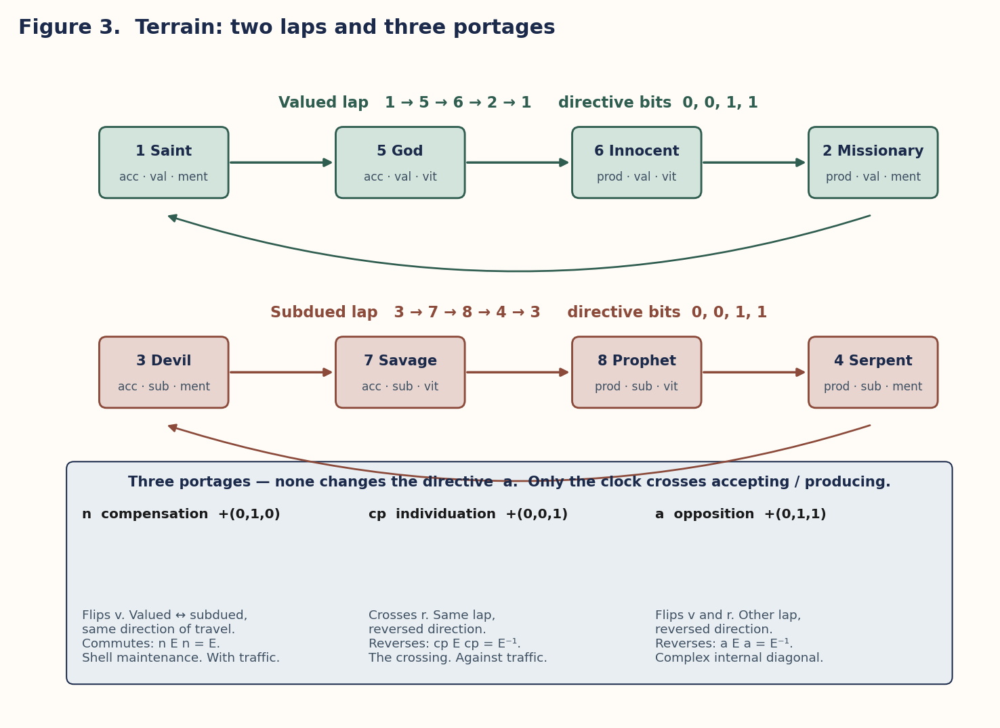 Figure 3.  Terrain: two laps and three portages
Valued lap   1 → 5 → 6 → 2 → 1     directive bits  0, 0, 1, 1
1 Saint
acc · val · ment
5 God
acc · val · vit
6 Innocent
prod · val · vit
2 Missionary
prod · val · ment
Subdued lap   3 → 7 → 8 → 4 → 3     directive bits  0, 0, 1, 1
3 Devil
acc · sub · ment
7 Savage
acc · sub · vit
8 Prophet
prod · sub · vit
4 Serpent
prod · sub · ment
Three portages — none changes the directive  a.  Only the clock crosses accepting / producing.
n  compensation  +(0,1,0)
Flips v. Valued ↔ subdued,
same direction of travel.
Commutes: n E n = E.
Shell maintenance. With traffic.
cp  individuation  +(0,0,1)
Crosses r. Same lap,
reversed direction.
Reverses: cp E cp = E⁻¹.
The crossing. Against traffic.
a  opposition  +(0,1,1)
Flips v and r. Other lap,
reversed direction.
Reverses: a E a = E⁻¹.
Complex internal diagonal.